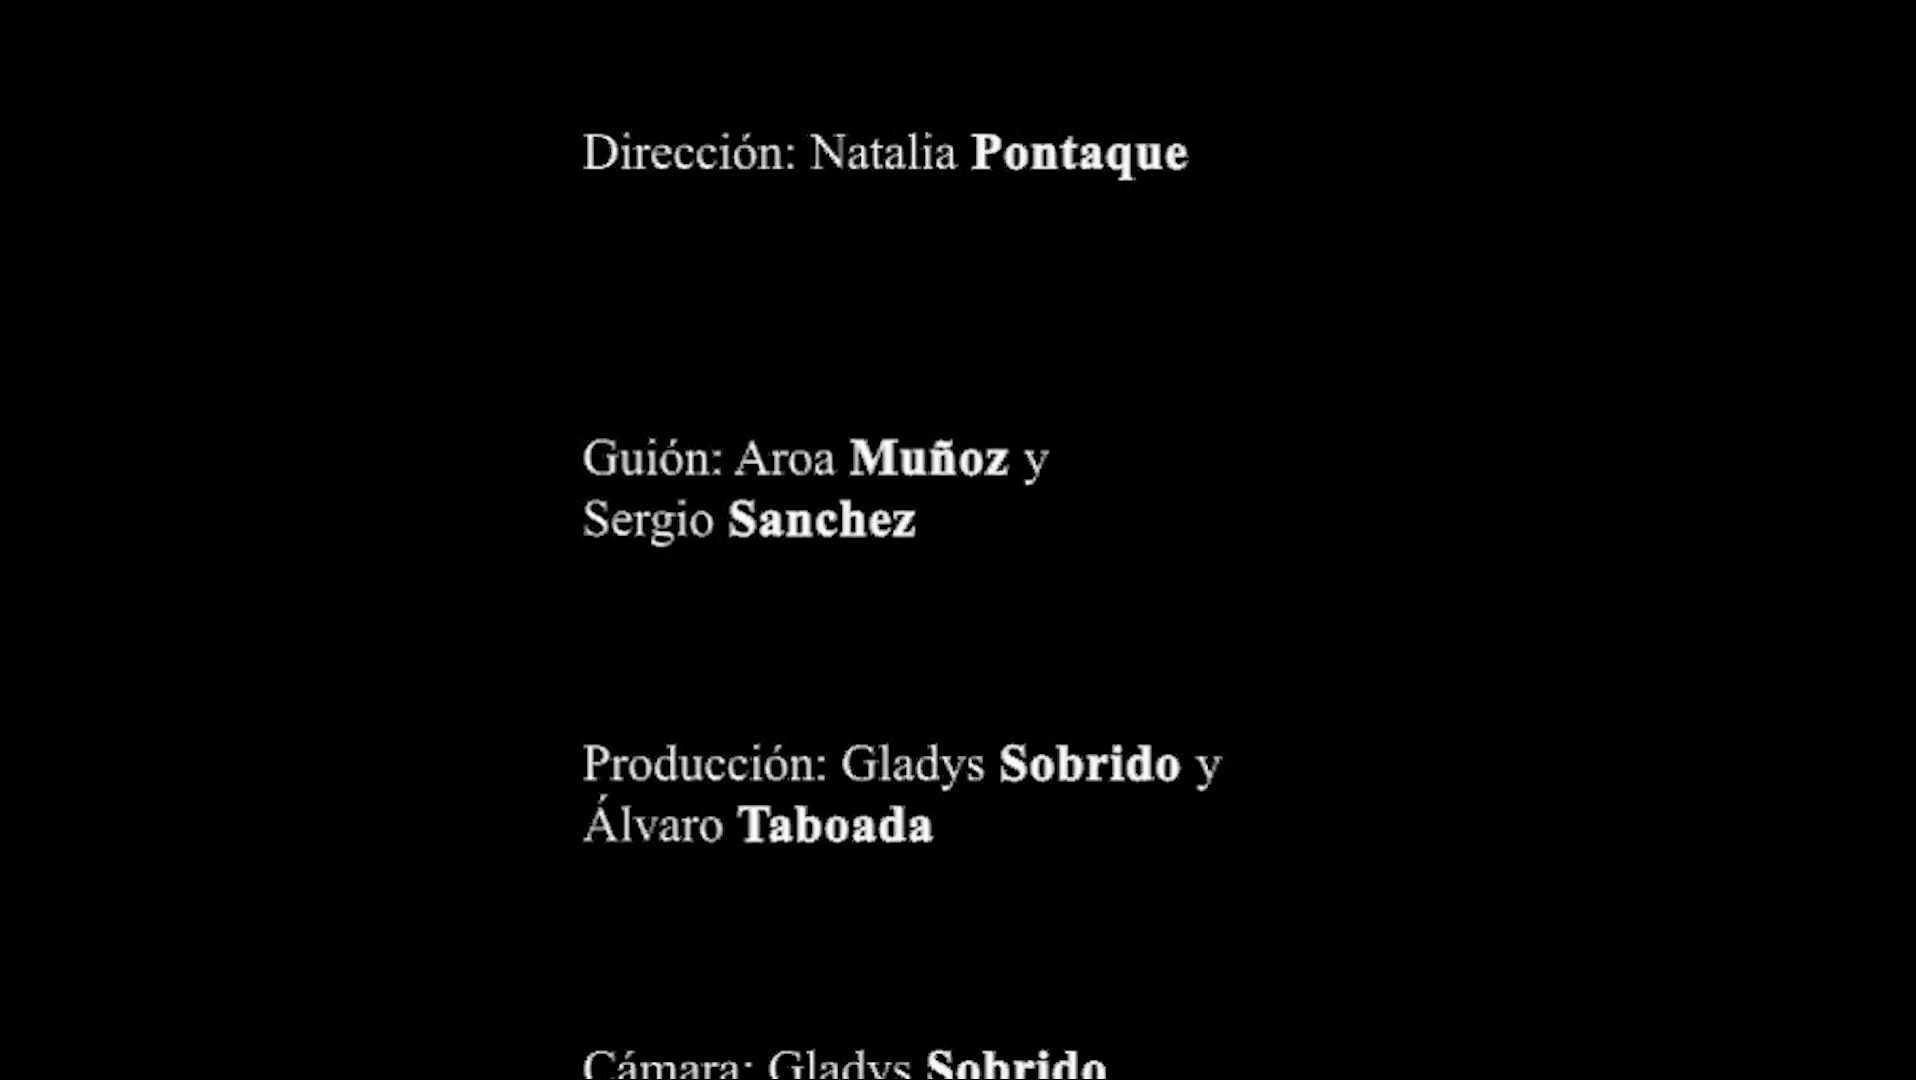 Dirección: Natalia Pontaque
Guión: Aroa Muñoz y
Sergio Sanchez
Producción: Gladys Sobrido y
Álvaro Taboada
Cámara: Gladys Sobrido